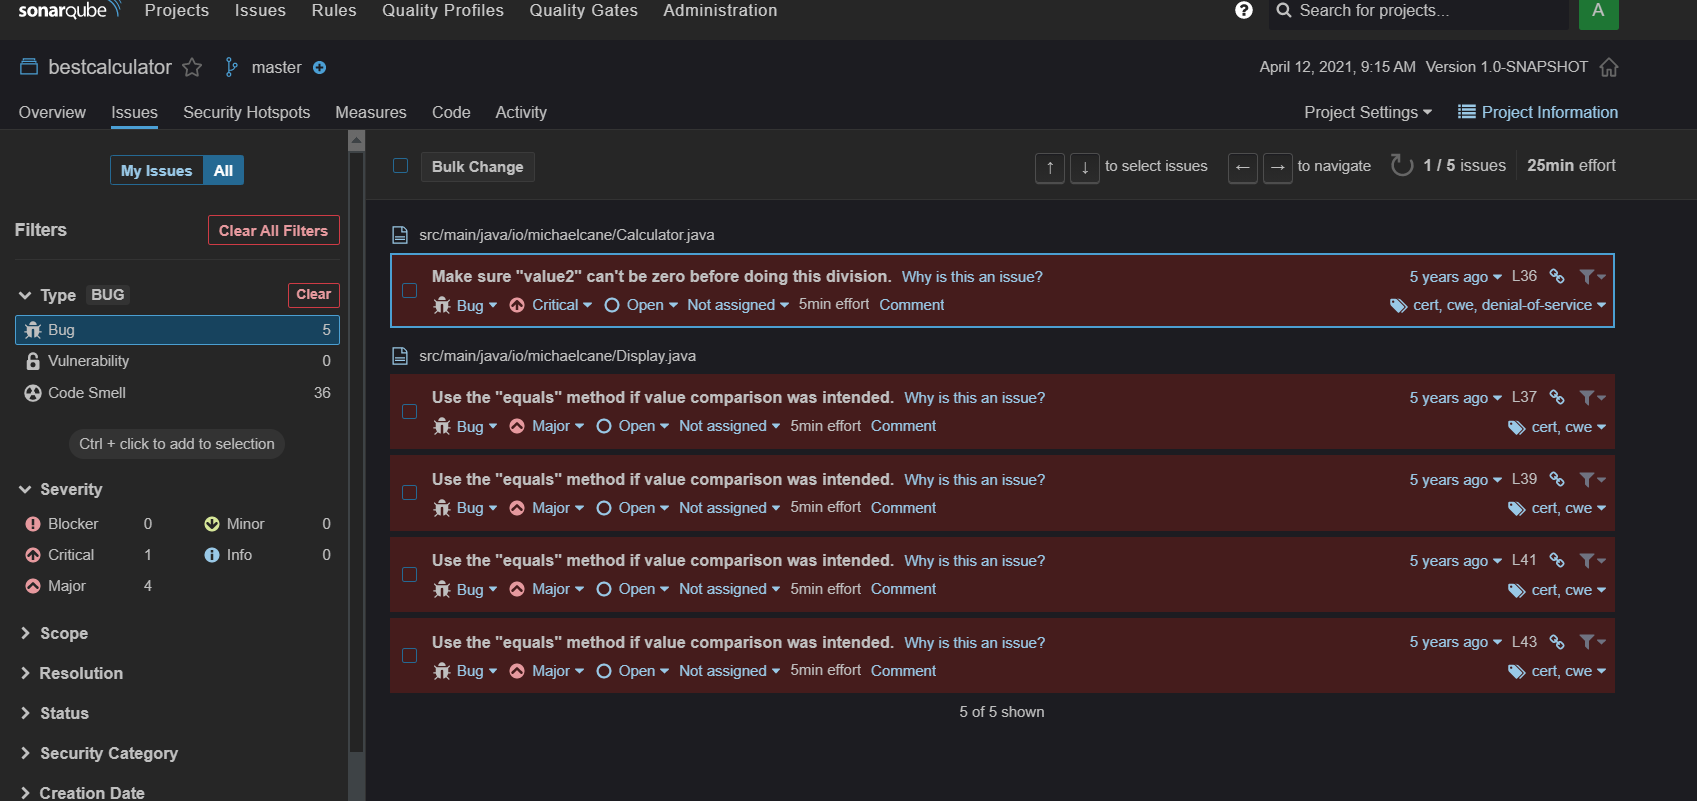 sonarqube Projects Issues Rules Quality Profiles Quality Gates Administration ? Search for projects... A
bestcalculator master April 12, 2021, 9:15 AM Version 1.0-SNAPSHOT
Overview Issues Security Hotspots Measures Code Activity Project Settings Project Information
My Issues All
Bulk Change ↑ ↓ to select issues ← → to navigate 1 / 5 issues 25min effort
Filters Clear All Filters
Type BUG Clear
Bug 5
Vulnerability 0
Code Smell 36
Ctrl + click to add to selection
Severity
Blocker 0 Minor 0
Critical 1 Info 0
Major 4
Scope
Resolution
Status
Security Category
Creation Date
src/main/java/io/michaelcane/Calculator.java
Make sure "value2" can't be zero before doing this division. Why is this an issue? 5 years ago L36
Bug Critical Open Not assigned 5min effort Comment cert, cwe, denial-of-service
src/main/java/io/michaelcane/Display.java
Use the "equals" method if value comparison was intended. Why is this an issue? 5 years ago L37
Bug Major Open Not assigned 5min effort Comment cert, cwe
Use the "equals" method if value comparison was intended. Why is this an issue? 5 years ago L39
Bug Major Open Not assigned 5min effort Comment cert, cwe
Use the "equals" method if value comparison was intended. Why is this an issue? 5 years ago L41
Bug Major Open Not assigned 5min effort Comment cert, cwe
Use the "equals" method if value comparison was intended. Why is this an issue? 5 years ago L43
Bug Major Open Not assigned 5min effort Comment cert, cwe
5 of 5 shown